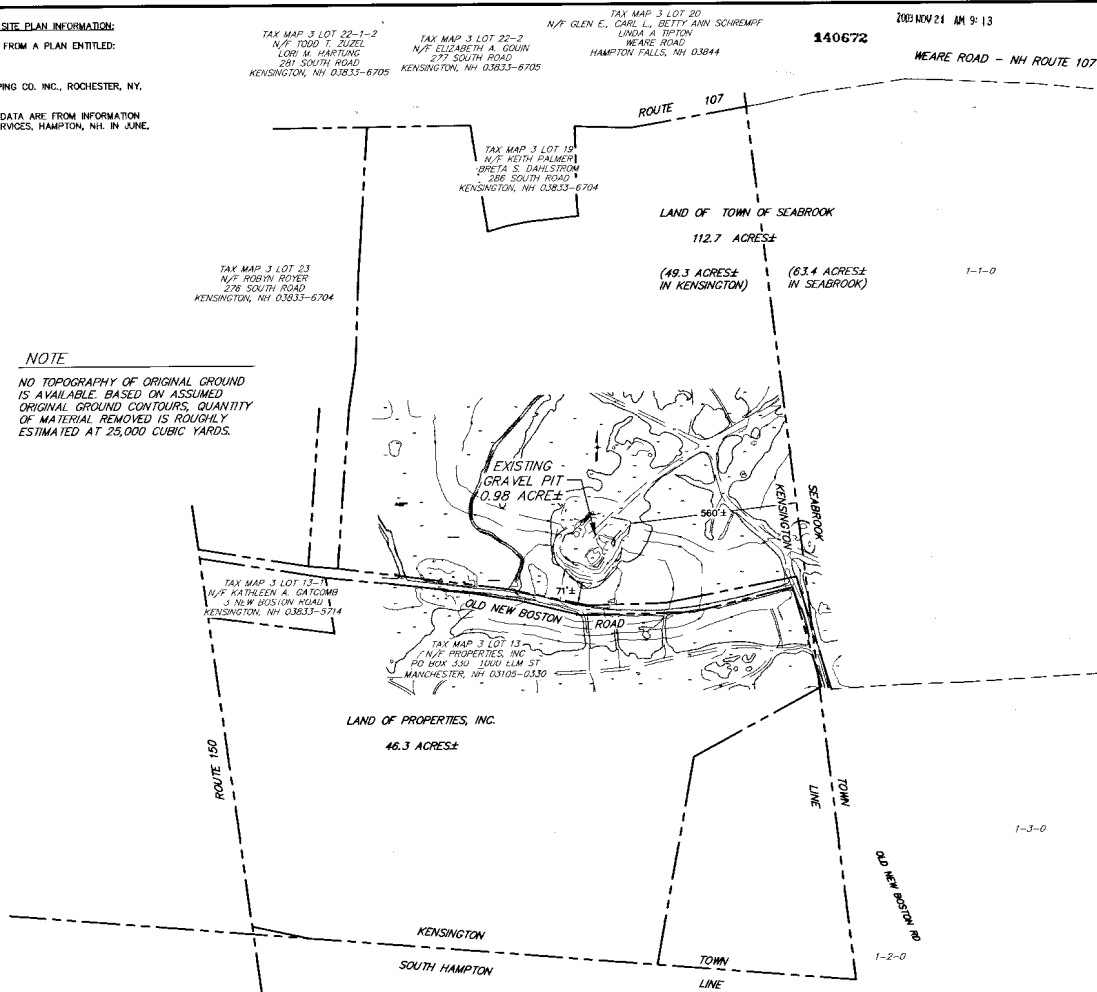 SITE PLAN INFORMATION:
FROM A PLAN ENTITLED:
PING CO. INC., ROCHESTER, NY,
DATA ARE FROM INFORMATION
RVICES, HAMPTON, NH. IN JUNE,
TAX MAP 3 LOT 22-1-2
N/F TODD T. ZUZEL
LORI M. HARTUNG
281 SOUTH ROAD
KENSINGTON, NH 03833-6705
TAX MAP 3 LOT 22-2
N/F ELIZABETH A. GOUIN
277 SOUTH ROAD
KENSINGTON, NH 03833-6705
TAX MAP 3 LOT 20
N/F GLEN E., CARL L., BETTY ANN SCHREMPF
LINDA A TIPTON
WEARE ROAD
HAMPTON FALLS, NH 03844
2003 NOV 21 AM 9:13
140672
WEARE ROAD - NH ROUTE 107
ROUTE 107
TAX MAP 3 LOT 19
N/F KEITH PALMER
BRETA S. DAHLSTROM
286 SOUTH ROAD
KENSINGTON, NH 03833-6704
LAND OF TOWN OF SEABROOK
112.7 ACRES±
(49.3 ACRES±
IN KENSINGTON)
(63.4 ACRES±
IN SEABROOK)
1-1-0
TAX MAP 3 LOT 23
N/F ROBYN ROYER
276 SOUTH ROAD
KENSINGTON, NH 03833-6704
NOTE
NO TOPOGRAPHY OF ORIGINAL GROUND
IS AVAILABLE. BASED ON ASSUMED
ORIGINAL GROUND CONTOURS, QUANTITY
OF MATERIAL REMOVED IS ROUGHLY
ESTIMATED AT 25,000 CUBIC YARDS.
EXISTING
GRAVEL PIT
0.98 ACRE±
560'±
SEABROOK
KENSINGTON
71'±
OLD NEW BOSTON ROAD
TAX MAP 3 LOT 13-1
N/F KATHLEEN A. GATCOMB
3 NEW BOSTON ROAD
KENSINGTON, NH 03833-5714
TAX MAP 3 LOT 13
N/F PROPERTIES, INC
PO BOX 330 1000 ELM ST
MANCHESTER, NH 03105-0330
LAND OF PROPERTIES, INC.
46.3 ACRES±
ROUTE 150
TOWN
LINE
1-3-0
OLD NEW BOSTON RD
KENSINGTON
SOUTH HAMPTON
TOWN
LINE
1-2-0